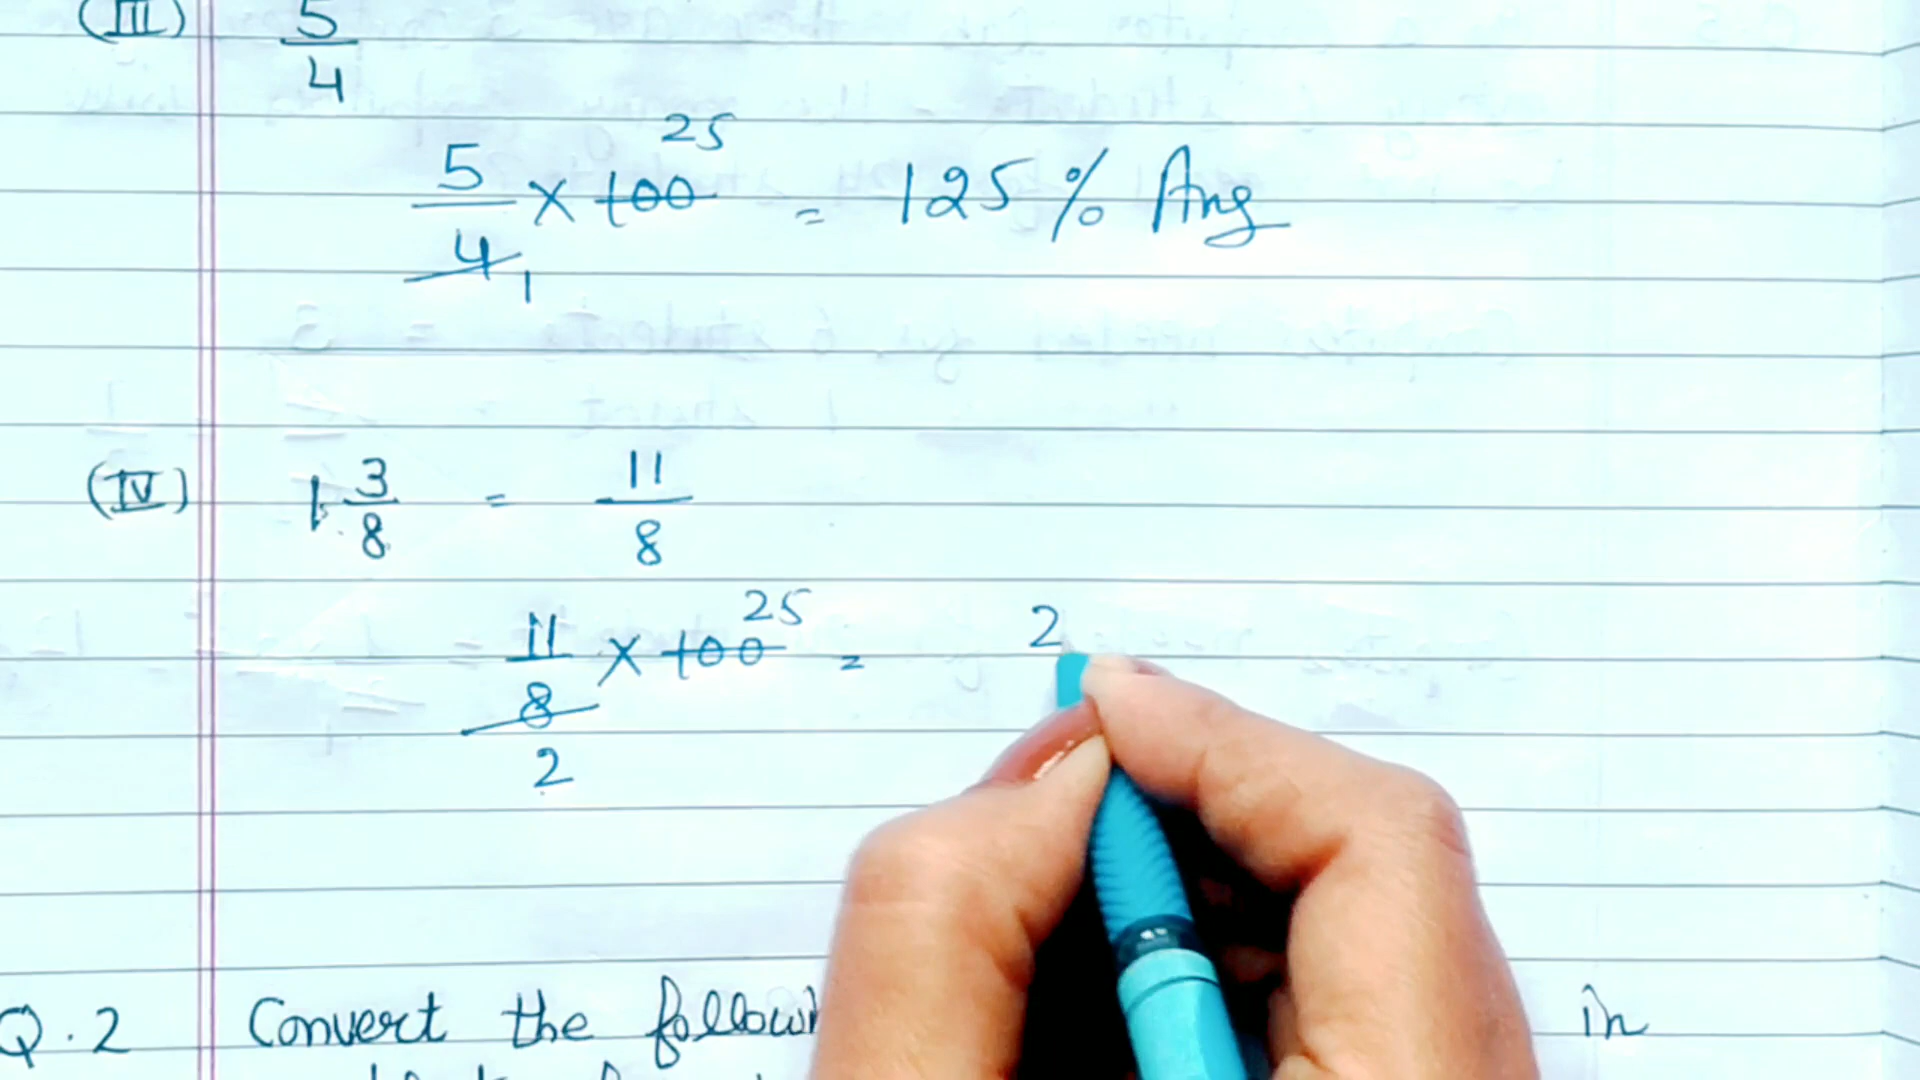 (III) 5/4
5/4 × 100 25 = 125% Ans
4 1
(IV) 1 3/8 = 11/8
= 11/8 × 100 25 = 2
2
Q.2 Convert the in